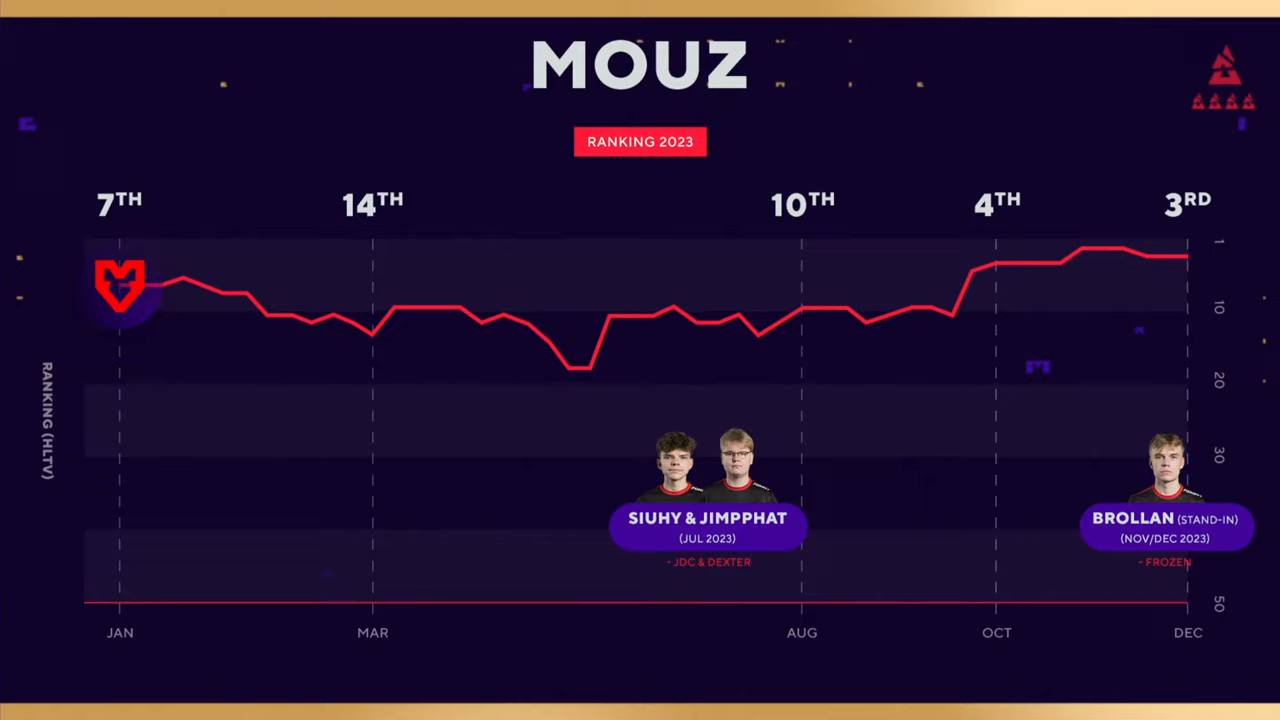 MOUZ
RANKING 2023
7TH
14TH
10TH
4TH
3RD
1
10
20
30
50
RANKING (HLTV)
SIUHY & JIMPPHAT
(JUL 2023)
- JDC & DEXTER
BROLLAN (STAND-IN)
(NOV/DEC 2023)
- FROZEN
JAN
MAR
AUG
OCT
DEC